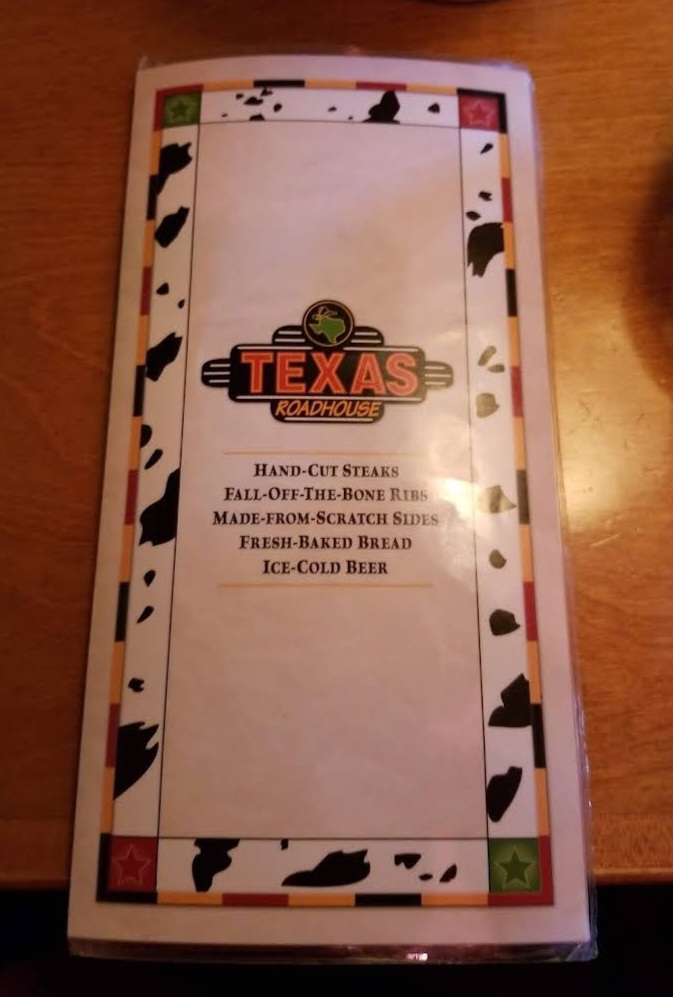 TEXAS
ROADHOUSE
HAND-CUT STEAKS
FALL-OFF-THE-BONE RIBS
MADE-FROM-SCRATCH SIDES
FRESH-BAKED BREAD
ICE-COLD BEER